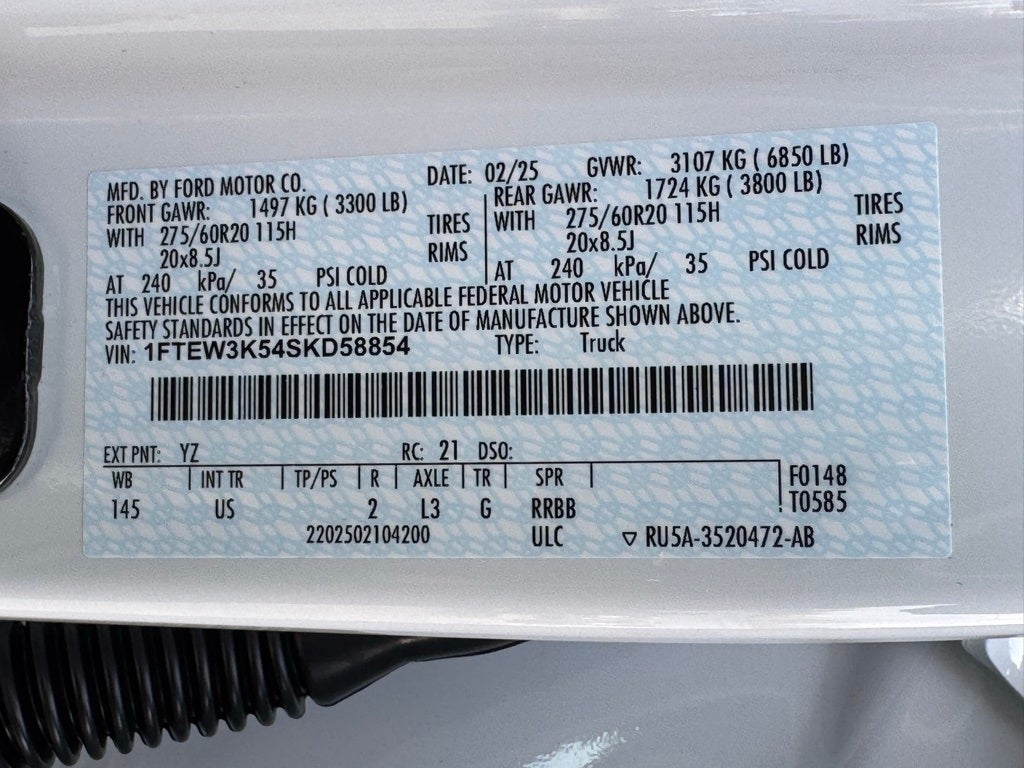 MFD. BY FORD MOTOR CO. DATE: 02/25 GVWR: 3107 KG ( 6850 LB)
FRONT GAWR: 1497 KG ( 3300 LB) REAR GAWR: 1724 KG ( 3800 LB)
WITH 275/60R20 115H TIRES WITH 275/60R20 115H TIRES
20x8.5J RIMS 20x8.5J RIMS
AT 240 kPa/ 35 PSI COLD AT 240 kPa/ 35 PSI COLD
THIS VEHICLE CONFORMS TO ALL APPLICABLE FEDERAL MOTOR VEHICLE
SAFETY STANDARDS IN EFFECT ON THE DATE OF MANUFACTURE SHOWN ABOVE.
VIN: 1FTEW3K54SKD58854 TYPE: Truck
EXT PNT: YZ RC: 21 DSO:
WB INT TR TP/PS R AXLE TR SPR F0148
145 US 2 L3 G RRBB T0585
2202502104200 ULC ▽ RU5A-3520472-AB